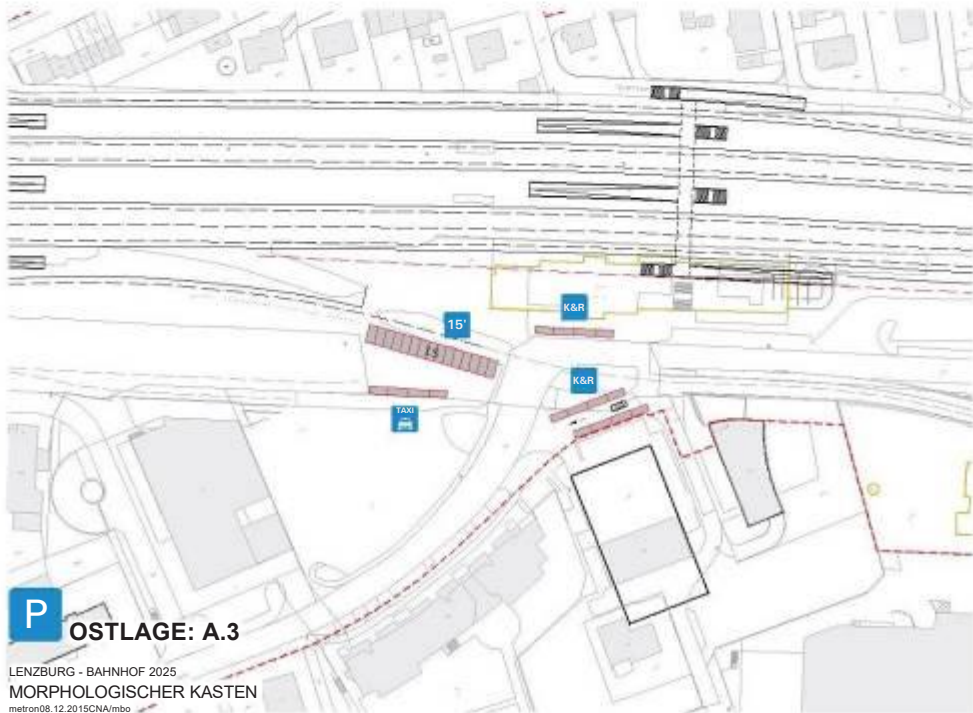 K&R
15'
K&R
TAXI
P
OSTLAGE: A.3
LENZBURG - BAHNHOF 2025
MORPHOLOGISCHER KASTEN
metron08.12.2015CNA/mbo